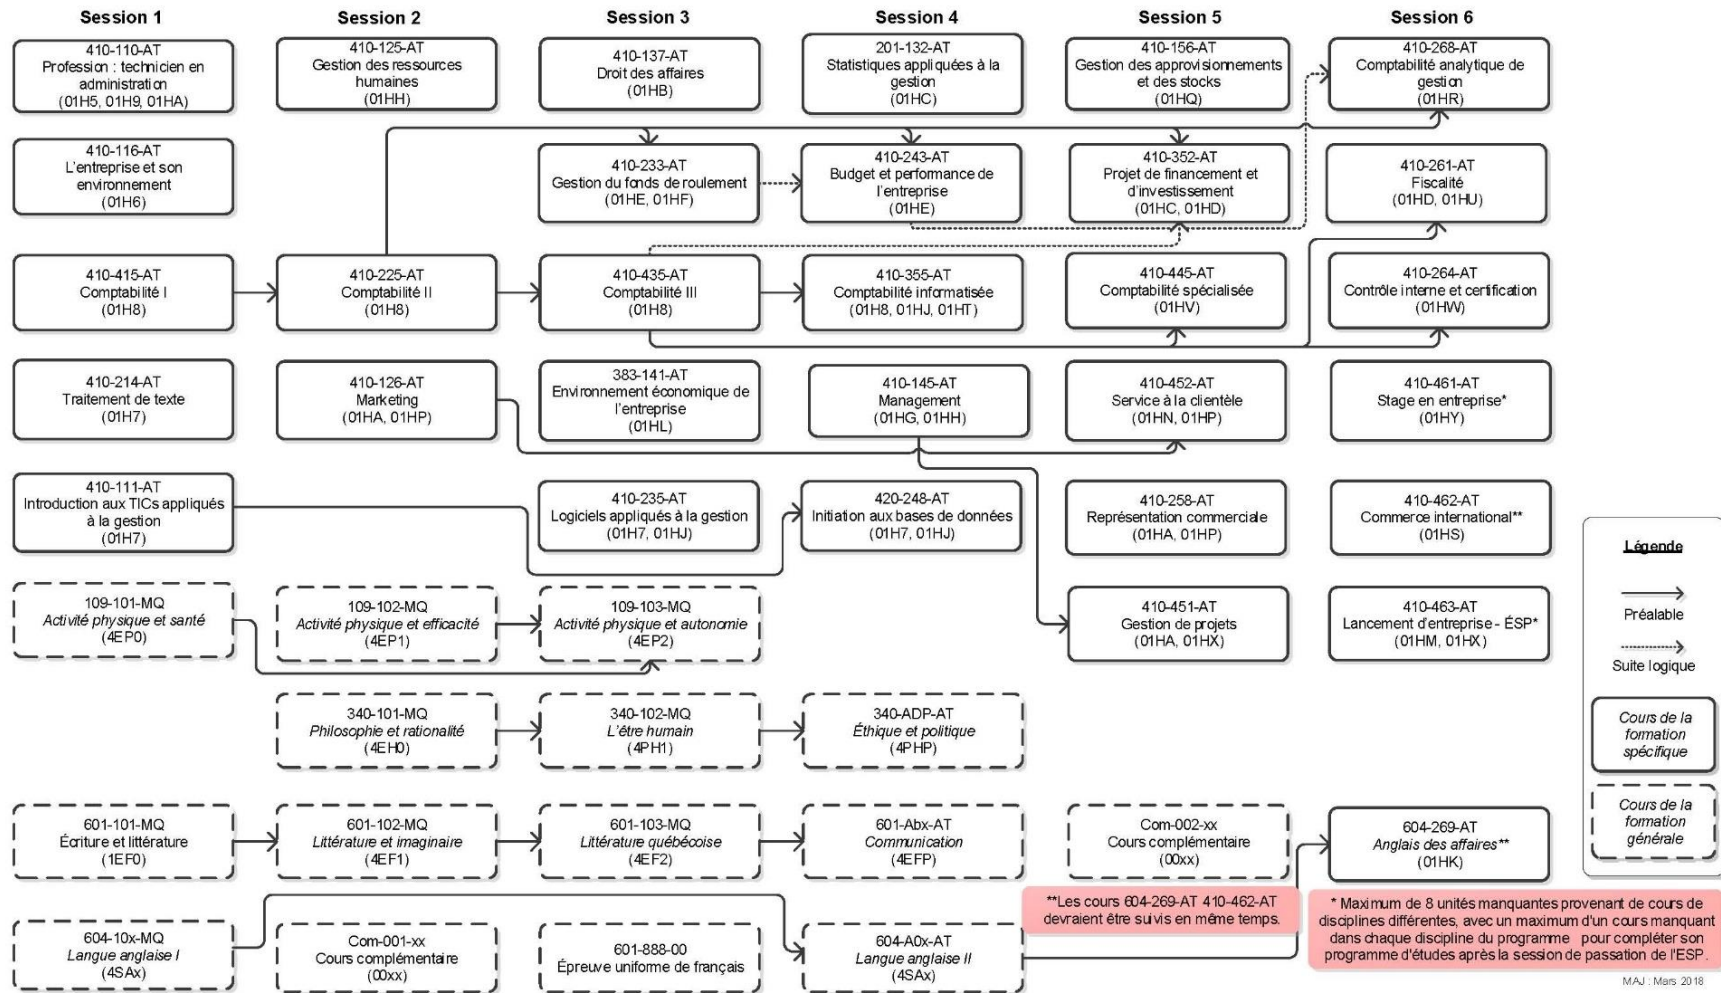 Session 1
Session 2
Session 3
Session 4
Session 5
Session 6
410-110-AT
Profession : technicien en
administration
(01H5, 01H9, 01HA)
410-125-AT
Gestion des ressources
humaines
(01HH)
410-137-AT
Droit des affaires
(01HB)
201-132-AT
Statistiques appliquées à la
gestion
(01HC)
410-156-AT
Gestion des approvisionnements
et des stocks
(01HQ)
410-268-AT
Comptabilité analytique de
gestion
(01HR)
410-116-AT
L'entreprise et son
environnement
(01H6)
410-233-AT
Gestion du fonds de roulement
(01HE, 01HF)
410-243-AT
Budget et performance de
l'entreprise
(01HE)
410-352-AT
Projet de financement et
d'investissement
(01HC, 01HD)
410-261-AT
Fiscalité
(01HD, 01HU)
410-415-AT
Comptabilité I
(01H8)
410-225-AT
Comptabilité II
(01H8)
410-435-AT
Comptabilité III
(01H8)
410-355-AT
Comptabilité informatisée
(01H8, 01HJ, 01HT)
410-445-AT
Comptabilité spécialisée
(01HV)
410-264-AT
Contrôle interne et certification
(01HW)
410-214-AT
Traitement de texte
(01H7)
410-126-AT
Marketing
(01HA, 01HP)
383-141-AT
Environnement économique de
l'entreprise
(01HL)
410-145-AT
Management
(01HG, 01HH)
410-452-AT
Service à la clientèle
(01HN, 01HP)
410-461-AT
Stage en entreprise*
(01HY)
410-111-AT
Introduction aux TICs appliqués
à la gestion
(01H7)
410-235-AT
Logiciels appliqués à la gestion
(01H7, 01HJ)
420-248-AT
Initiation aux bases de données
(01H7, 01HJ)
410-258-AT
Représentation commerciale
(01HA, 01HP)
410-462-AT
Commerce international**
(01HS)
109-101-MQ
Activité physique et santé
(4EP0)
109-102-MQ
Activité physique et efficacité
(4EP1)
109-103-MQ
Activité physique et autonomie
(4EP2)
410-451-AT
Gestion de projets
(01HA, 01HX)
410-463-AT
Lancement d'entreprise - ÉSP*
(01HM, 01HX)
340-101-MQ
Philosophie et rationalité
(4EH0)
340-102-MQ
L'être humain
(4PH1)
340-ADP-AT
Éthique et politique
(4PHP)
601-101-MQ
Écriture et littérature
(1EF0)
601-102-MQ
Littérature et imaginaire
(4EF1)
601-103-MQ
Littérature québécoise
(4EF2)
601-Abx-AT
Communication
(4EFP)
Com-002-xx
Cours complémentaire
(00xx)
604-269-AT
Anglais des affaires**
(01HK)
604-10x-MQ
Langue anglaise I
(4SAx)
Com-001-xx
Cours complémentaire
(00xx)
601-888-00
Épreuve uniforme de français
604-A0x-AT
Langue anglaise II
(4SAx)
**Les cours 604-269-AT 410-462-AT
devraient être suivis en même temps.
* Maximum de 8 unités manquantes provenant de cours de
disciplines différentes, avec un maximum d'un cours manquant
dans chaque discipline du programme pour compléter son
programme d'études après la session de passation de l'ESP.
Légende
Préalable
Suite logique
Cours de la
formation
spécifique
Cours de la
formation
générale
MAJ : Mars 2018